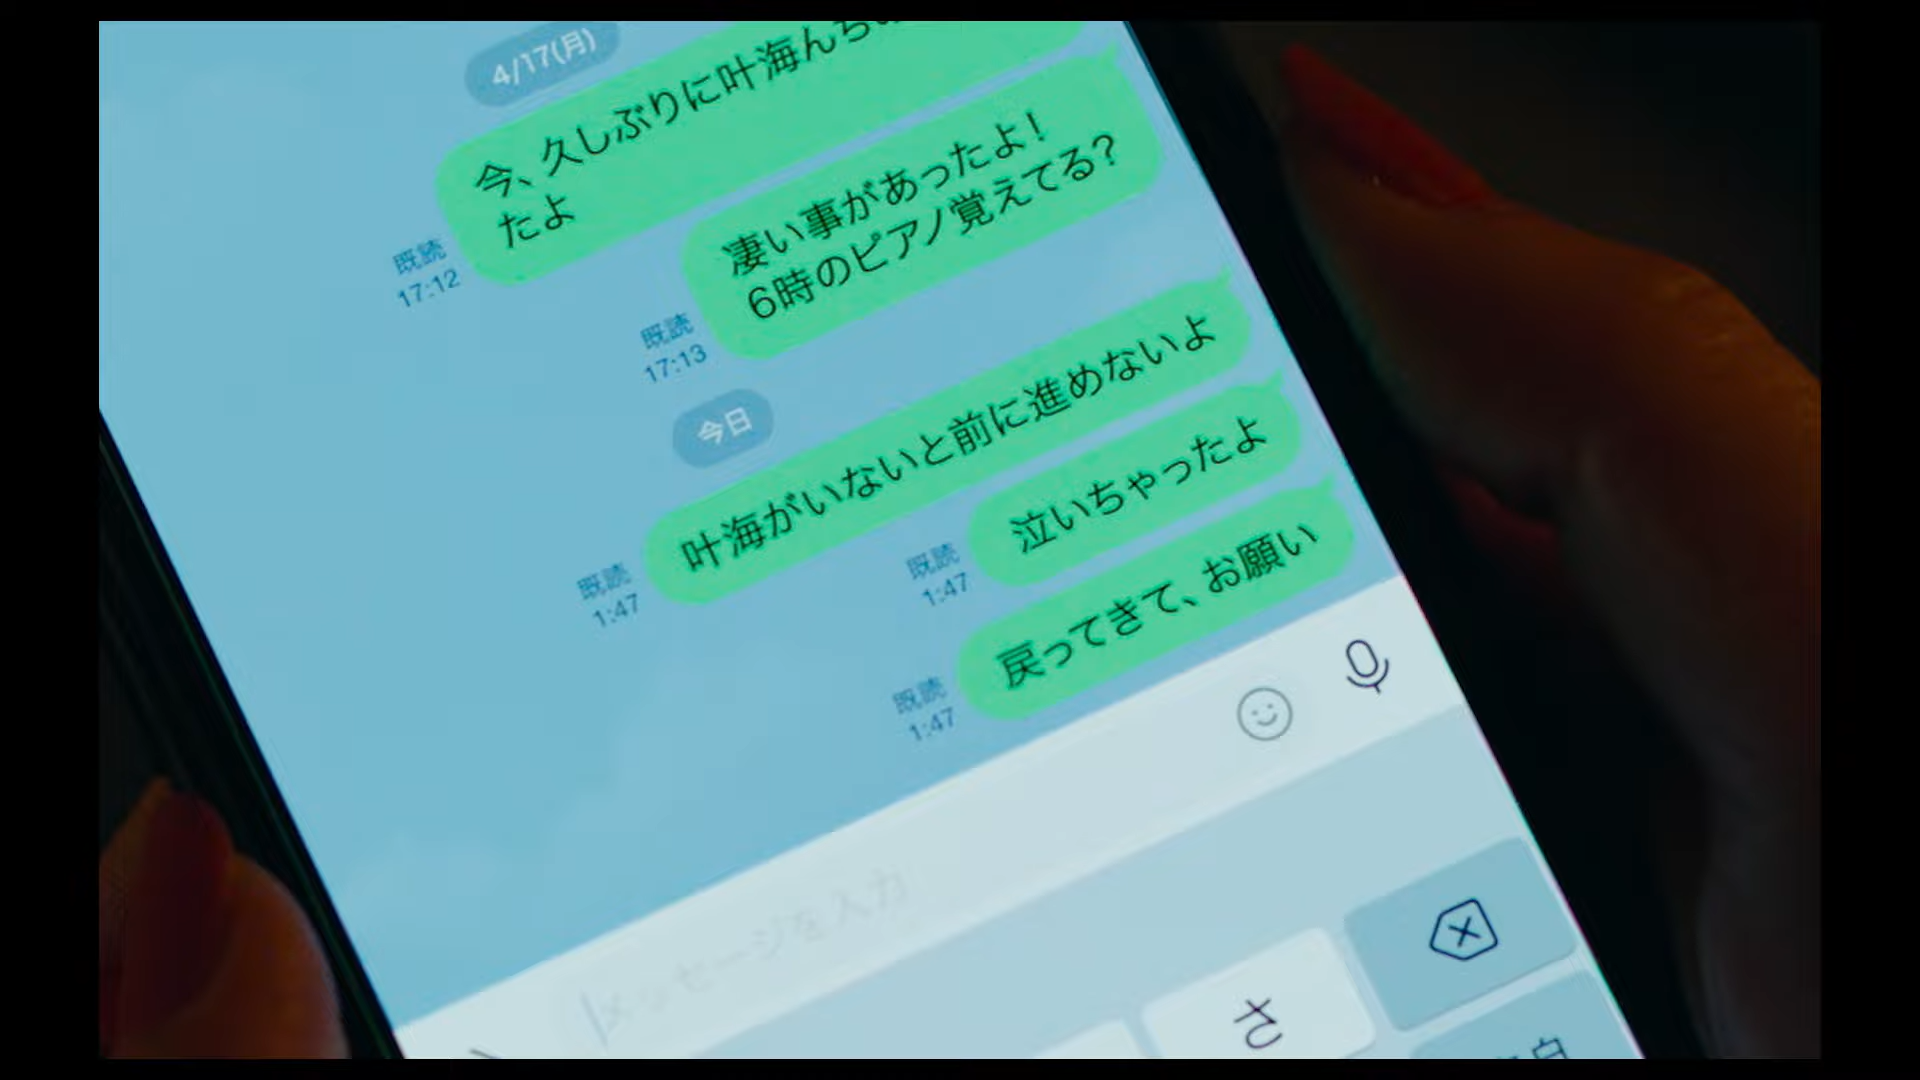 4/17(月)
今、久しぶりに叶海んち
たよ
既読
17:12
凄い事があったよ!
6時のピアノ覚えてる?
既読
17:13
今日
叶海がいないと前に進めないよ
既読
1:47
泣いちゃったよ
既読
1:47
戻ってきて、お願い
既読
1:47
メッセージを入力
さ